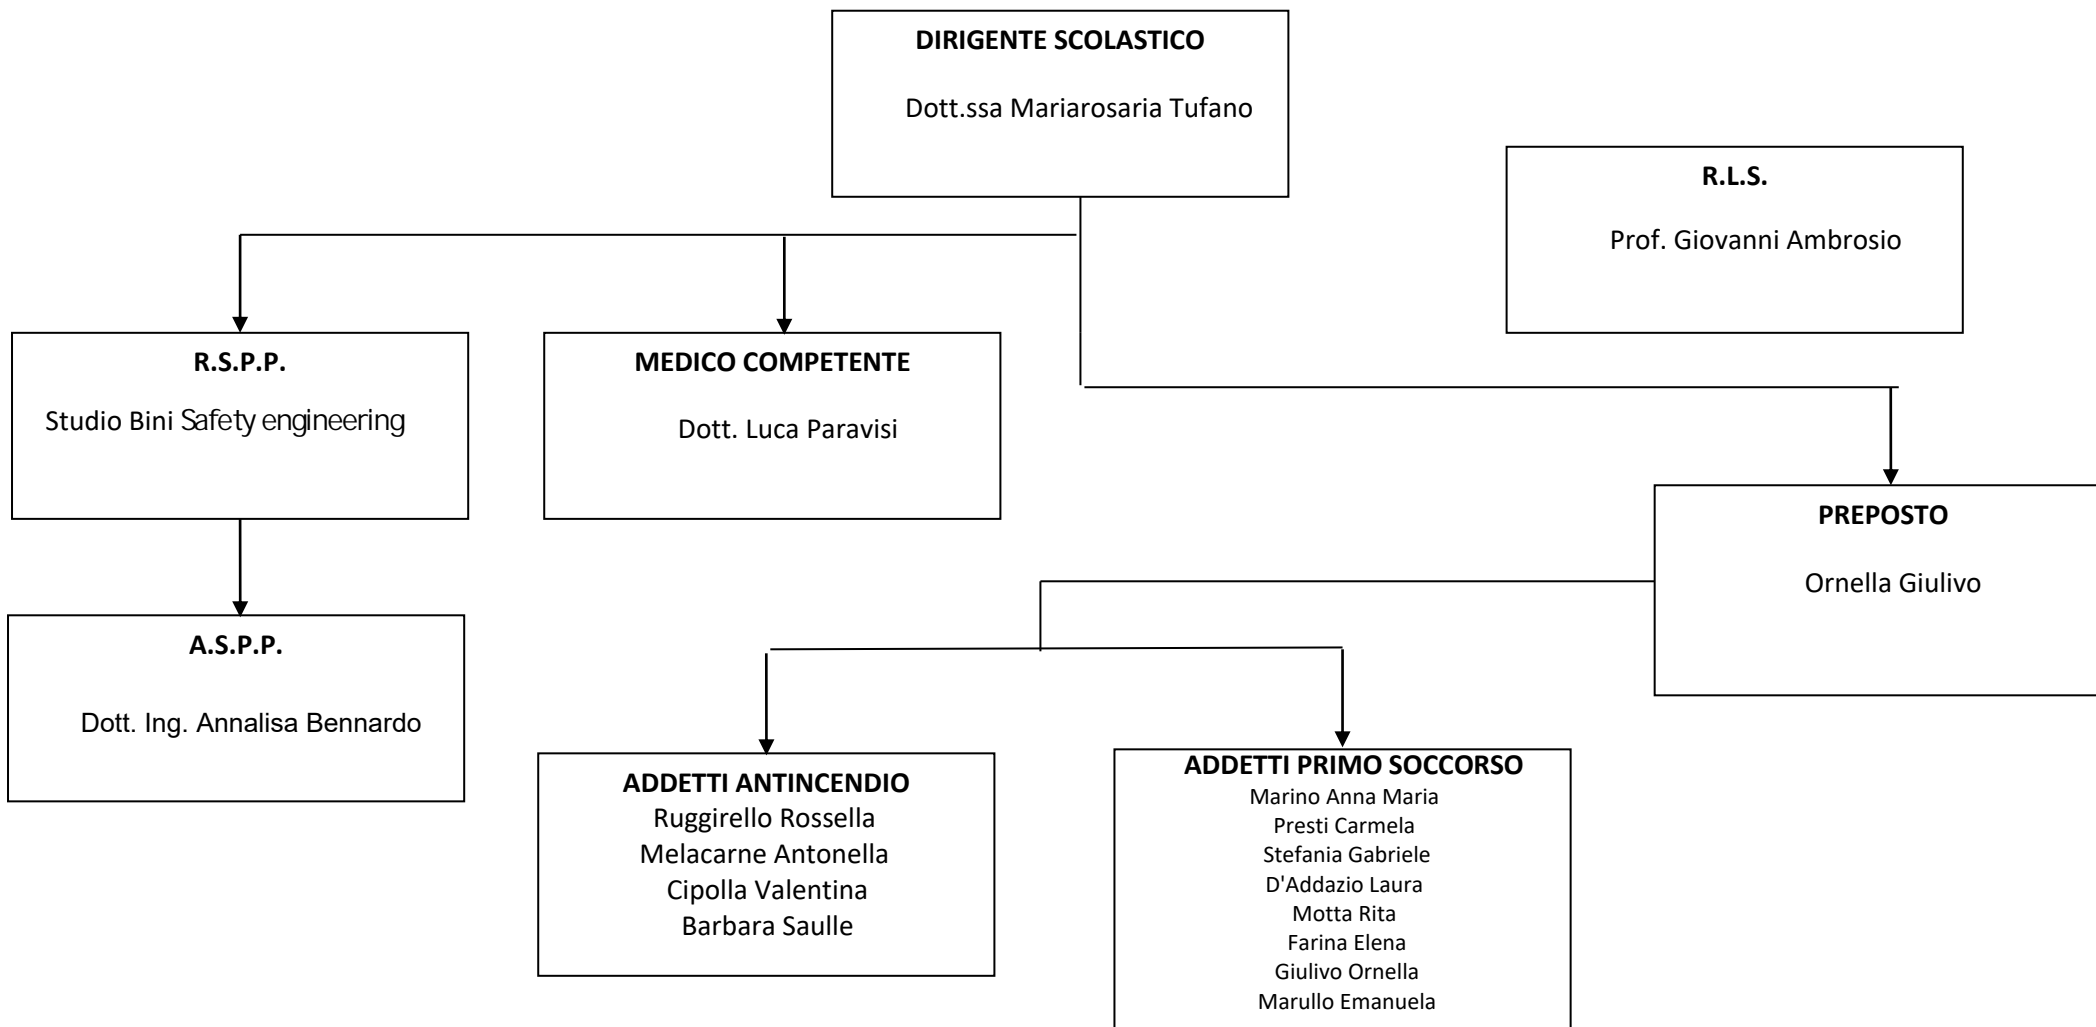 DIRIGENTE SCOLASTICO
Dott.ssa Mariarosaria Tufano
R.L.S.
Prof. Giovanni Ambrosio
R.S.P.P.
Studio Bini Safety engineering
MEDICO COMPETENTE
Dott. Luca Paravisi
PREPOSTO
Ornella Giulivo
A.S.P.P.
Dott. Ing. Annalisa Bennardo
ADDETTI ANTINCENDIO
Ruggirello Rossella
Melacarne Antonella
Cipolla Valentina
Barbara Saulle
ADDETTI PRIMO SOCCORSO
Marino Anna Maria
Presti Carmela
Stefania Gabriele
D'Addazio Laura
Motta Rita
Farina Elena
Giulivo Ornella
Marullo Emanuela